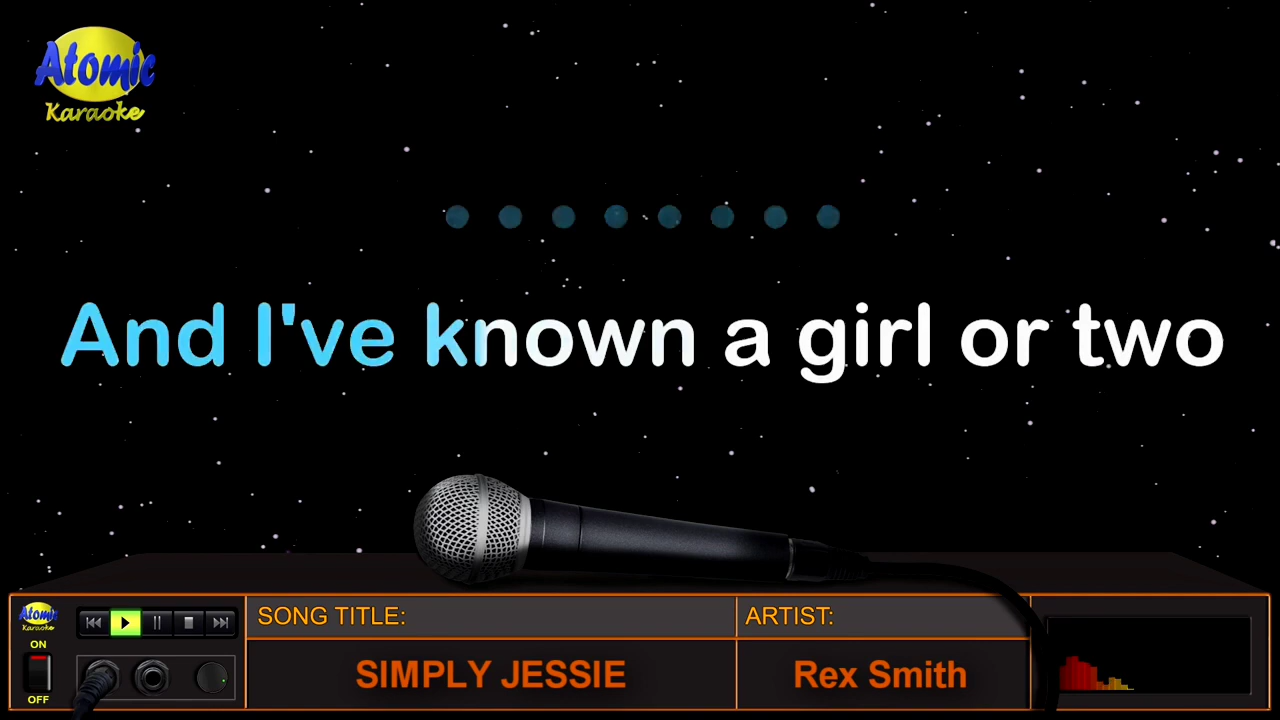 Atomic
Karaoke
And I've known a girl or two
Atomic
Karaoke
ON
OFF
SONG TITLE:
SIMPLY JESSIE
ARTIST:
Rex Smith